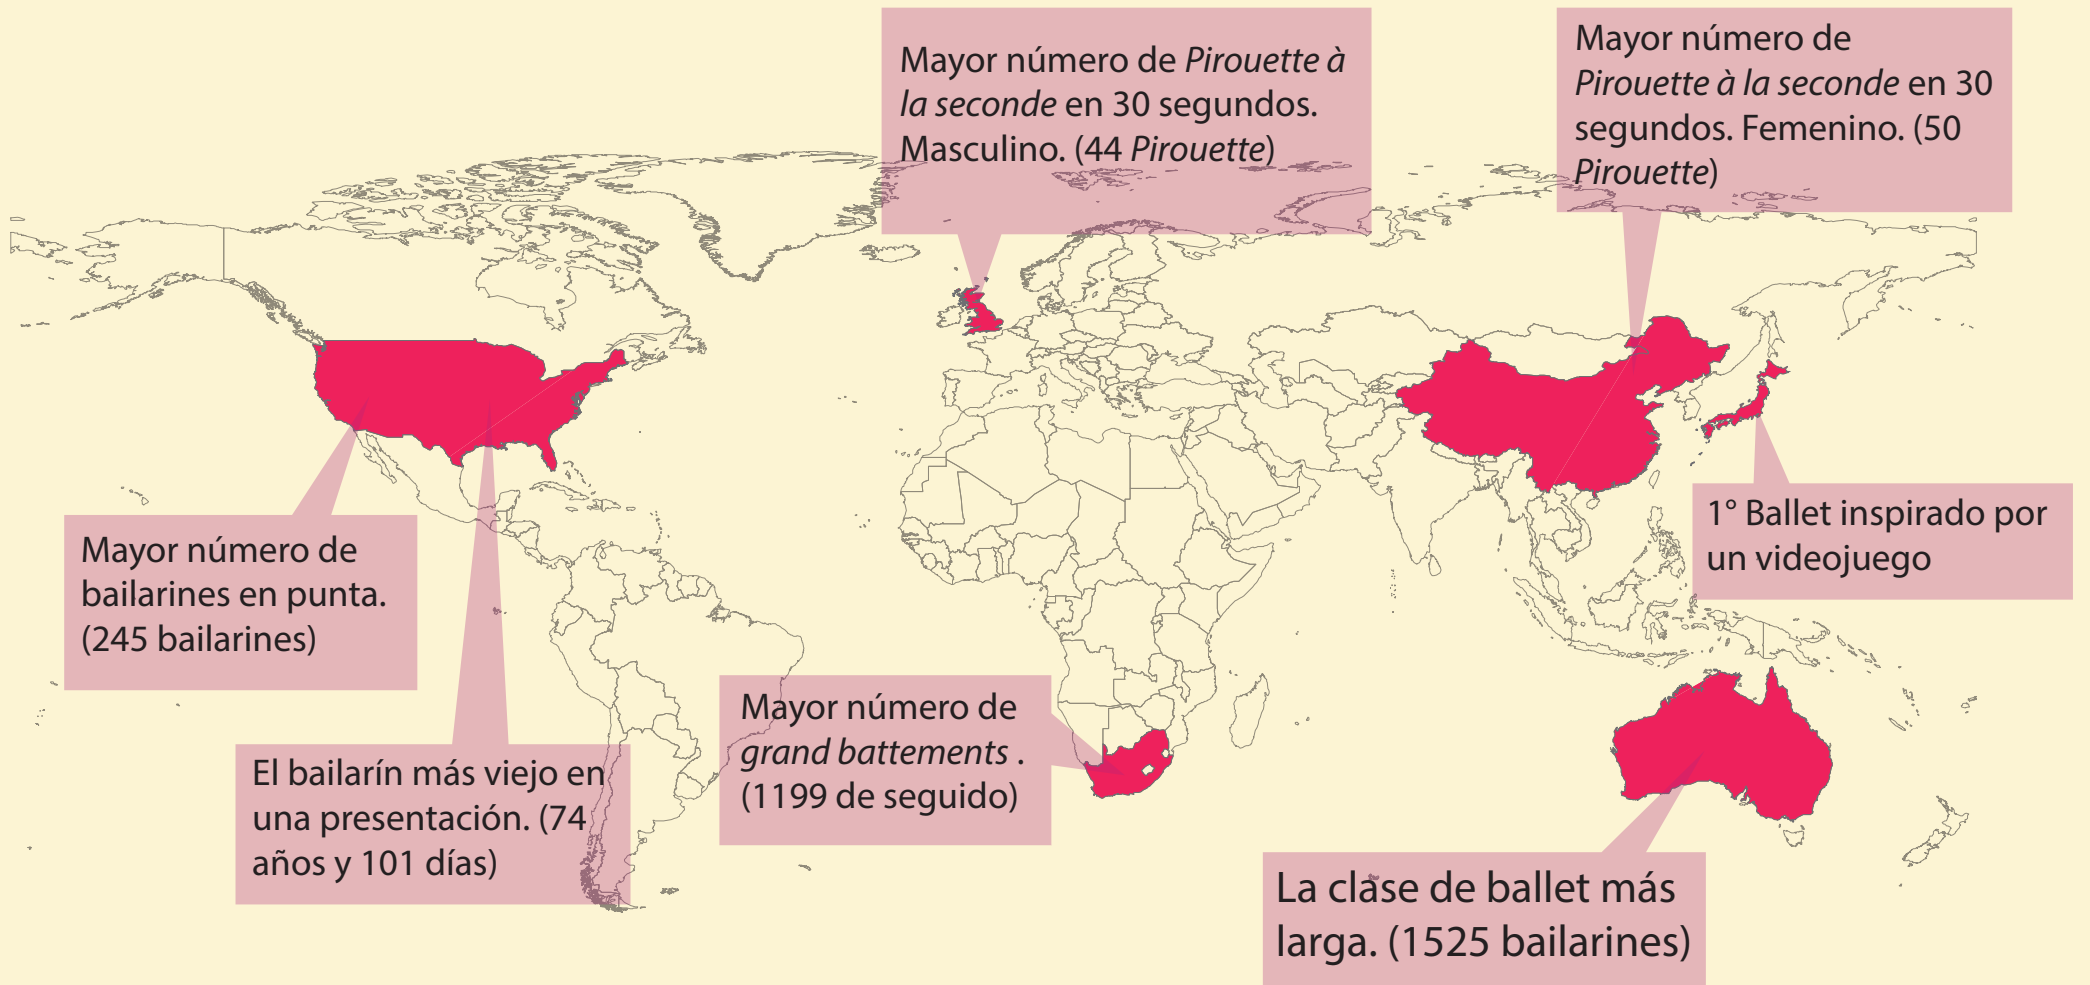 Mayor número de Pirouette à
la seconde en 30 segundos.
Masculino. (44 Pirouette)
Mayor número de
Pirouette à la seconde en 30
segundos. Femenino. (50
Pirouette)
Mayor número de
bailarines en punta.
(245 bailarines)
1° Ballet inspirado por
un videojuego
El bailarín más viejo en
una presentación. (74
años y 101 días)
Mayor número de
grand battements .
(1199 de seguido)
La clase de ballet más
larga. (1525 bailarines)